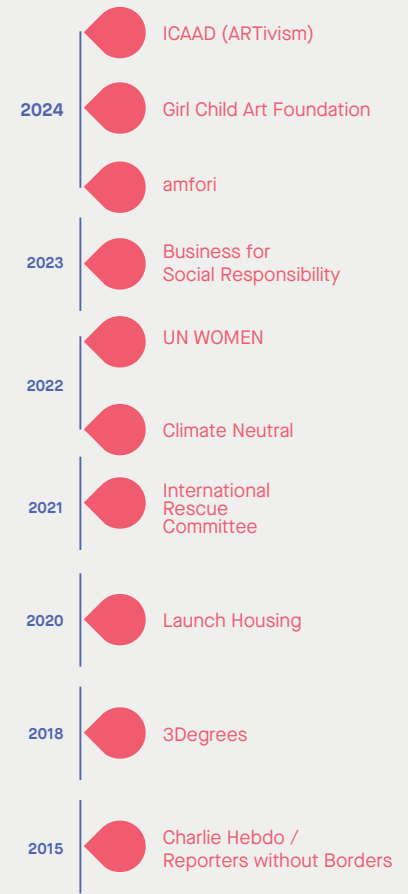 2024
ICAAD (ARTivism)
Girl Child Art Foundation
amfori
2023
Business for
Social Responsibility
2022
UN WOMEN
Climate Neutral
2021
International
Rescue
Committee
2020
Launch Housing
2018
3Degrees
2015
Charlie Hebdo /
Reporters without Borders